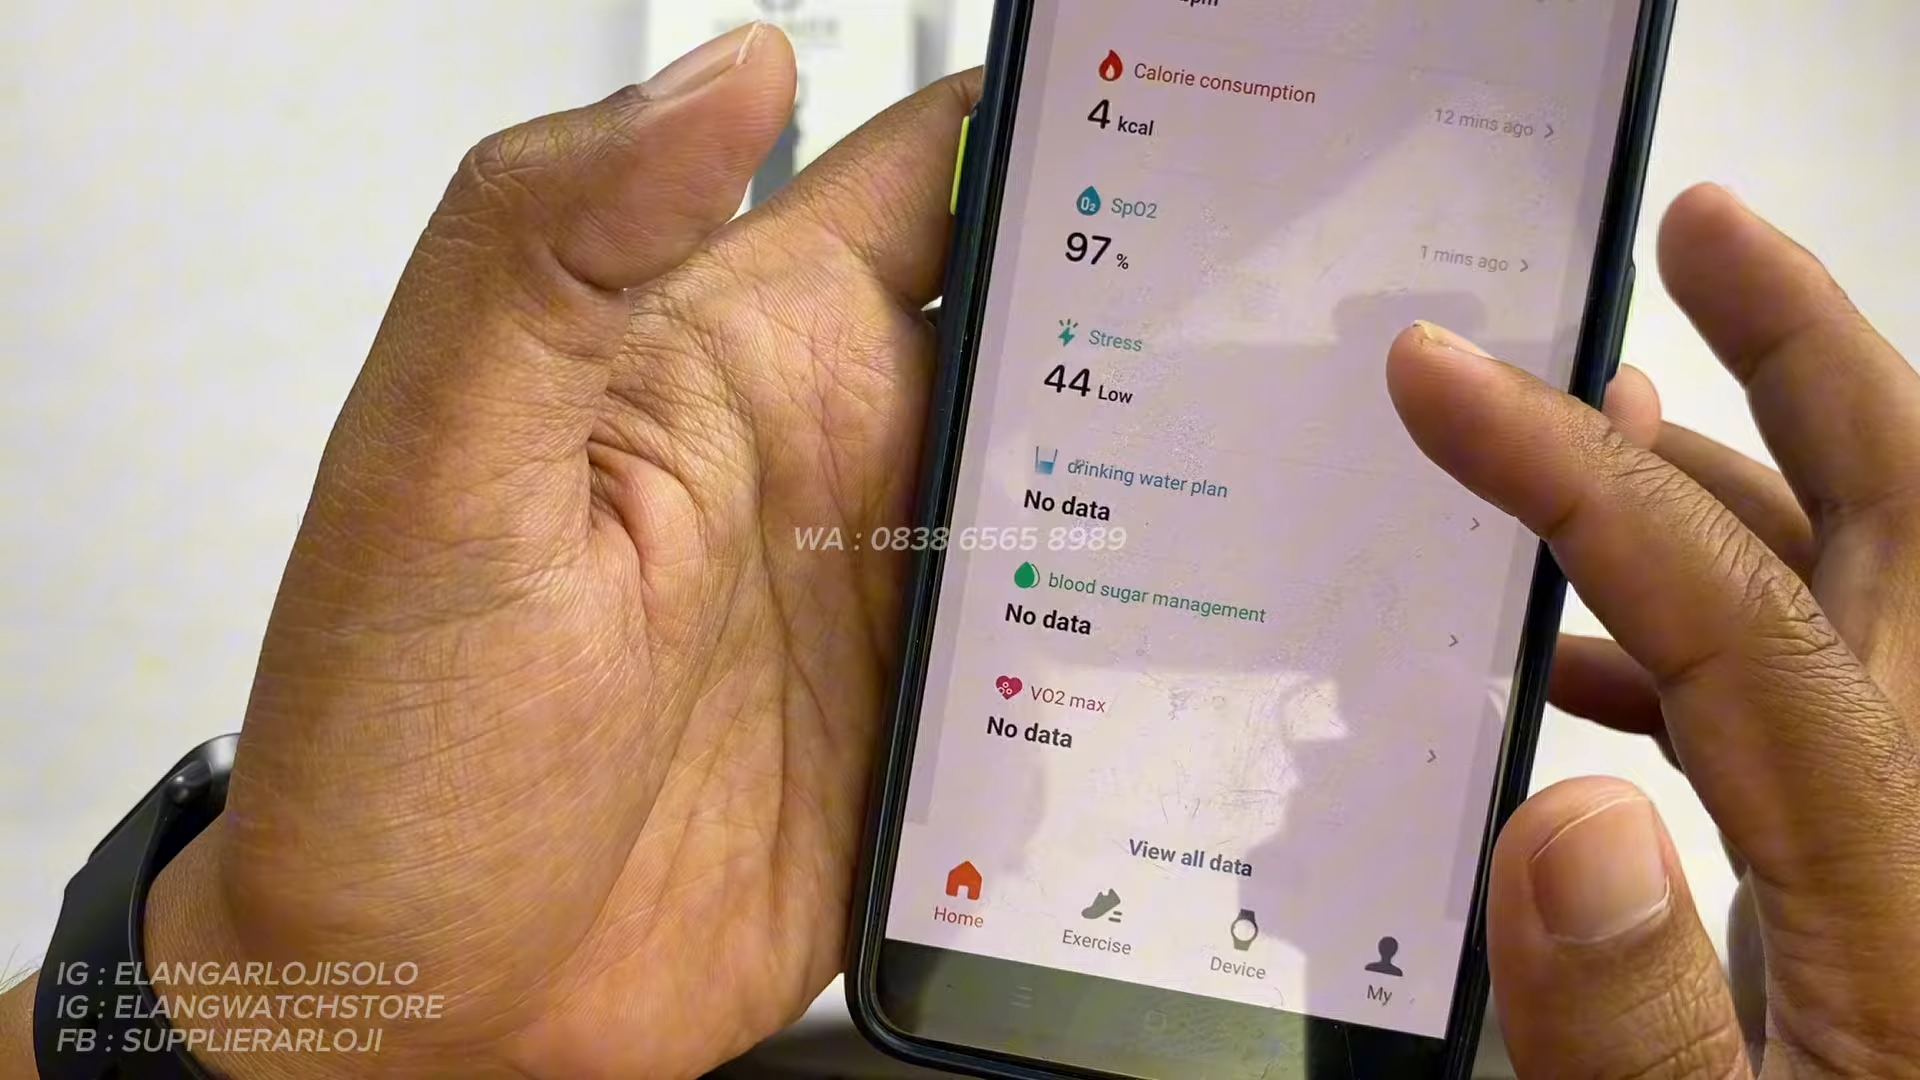 Calorie consumption
4 kcal
12 mins ago
SpO2
97 %
1 mins ago
Stress
44 Low
drinking water plan
No data
WA : 0838 6565 8989
blood sugar management
No data
VO2 max
No data
View all data
Home
Exercise
Device
My
IG : ELANGARLOJISOLO
IG : ELANGWATCHSTORE
FB : SUPPLIERARLOJI